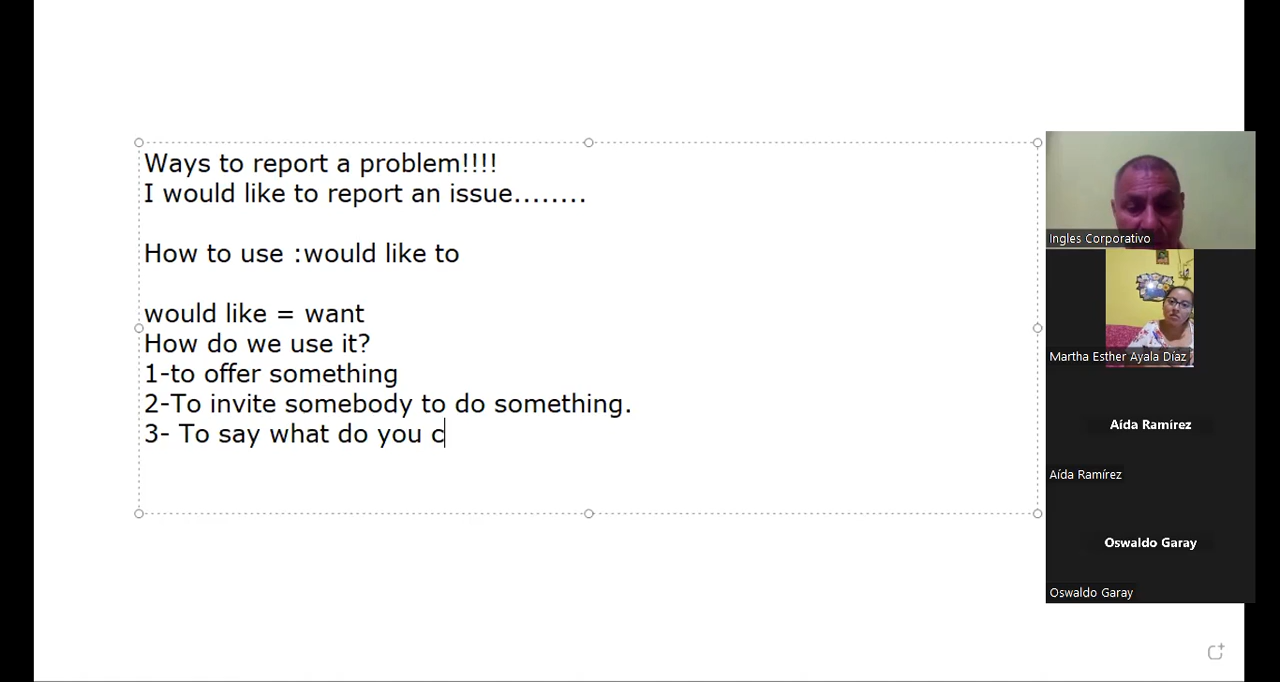 Ways to report a problem!!!!
I would like to report an issue........
How to use :would like to
would like = want
How do we use it?
1-to offer something
2-To invite somebody to do something.
3- To say what do you c
Ingles Corporativo
Martha Esther Ayala Díaz
Aída Ramírez
Aída Ramírez
Oswaldo Garay
Oswaldo Garay